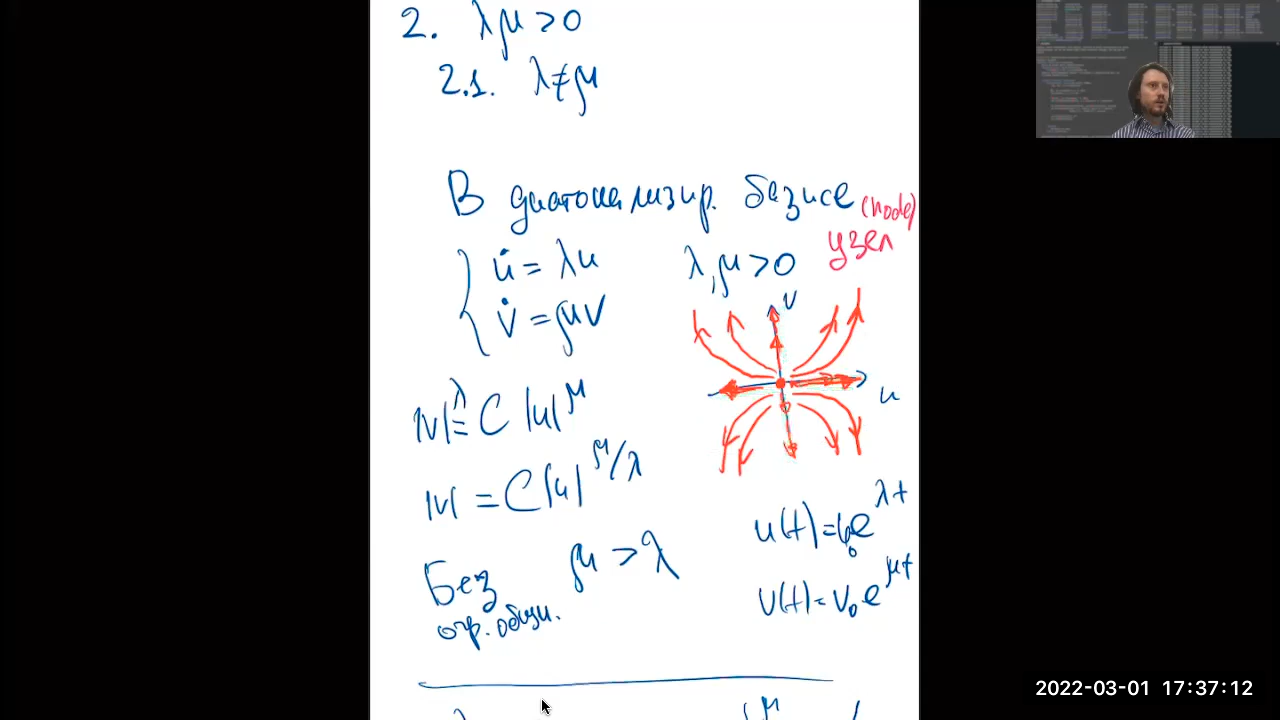 2. λμ > 0
2.1. λ ≠ μ
В диагонализир. базисе (node)
узел
{ u̇ = λu
v̇ = μv
λ, μ > 0
v
u
|v|^λ = C |u|^μ
|v| = C|u|^{μ/λ}
u(t) = u₀e^{λt}
v(t) = v₀e^{μt}
Без μ > λ
огр. общн.
λ
μ
2022-03-01 17:37:12